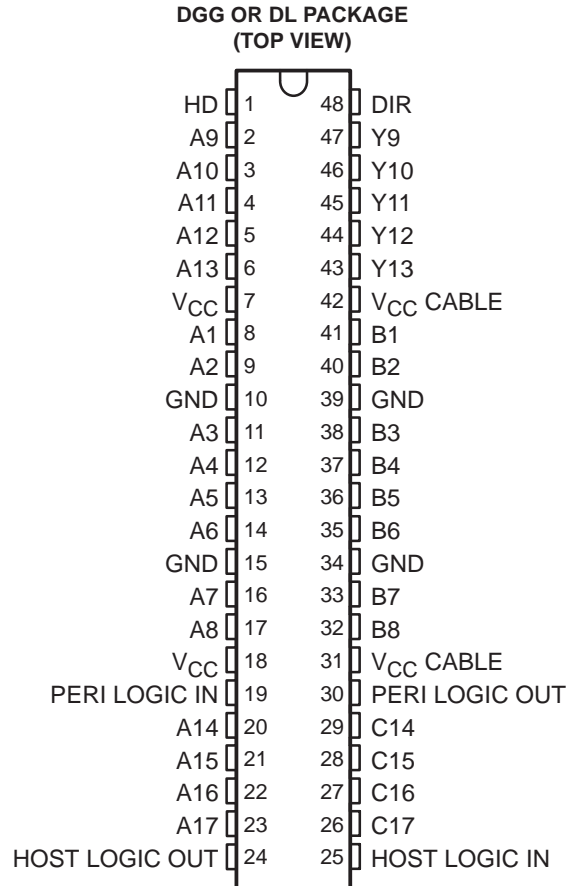 DGG OR DL PACKAGE
(TOP VIEW)
HD 1 48 DIR
A9 2 47 Y9
A10 3 46 Y10
A11 4 45 Y11
A12 5 44 Y12
A13 6 43 Y13
VCC 7 42 VCC CABLE
A1 8 41 B1
A2 9 40 B2
GND 10 39 GND
A3 11 38 B3
A4 12 37 B4
A5 13 36 B5
A6 14 35 B6
GND 15 34 GND
A7 16 33 B7
A8 17 32 B8
VCC 18 31 VCC CABLE
PERI LOGIC IN 19 30 PERI LOGIC OUT
A14 20 29 C14
A15 21 28 C15
A16 22 27 C16
A17 23 26 C17
HOST LOGIC OUT 24 25 HOST LOGIC IN